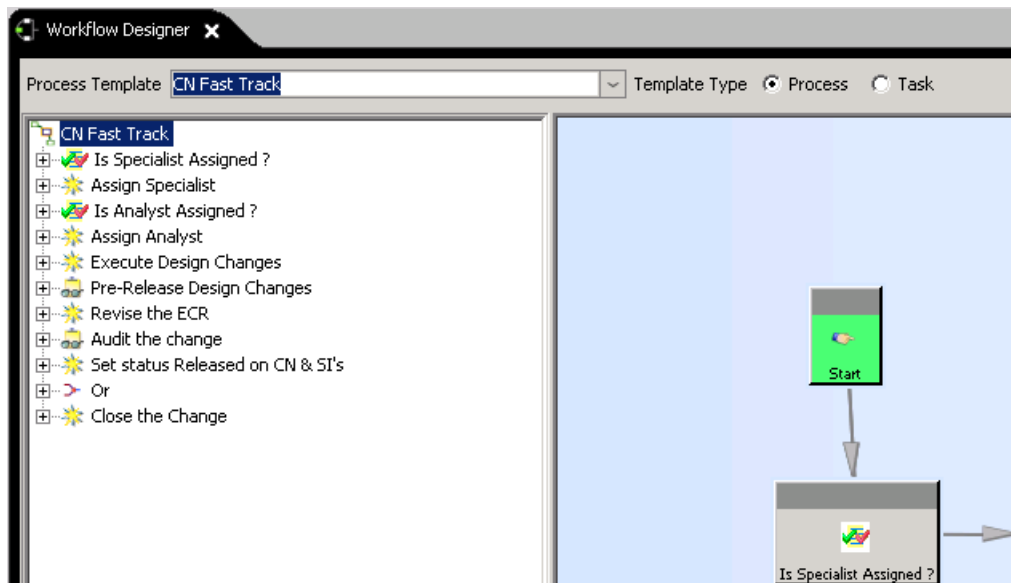 Workflow Designer
Process Template CN Fast Track Template Type Process Task
CN Fast Track
Is Specialist Assigned ?
Assign Specialist
Is Analyst Assigned ?
Assign Analyst
Execute Design Changes
Pre-Release Design Changes
Revise the ECR
Audit the change
Set status Released on CN & SI's
Or
Close the Change
Start
Is Specialist Assigned ?